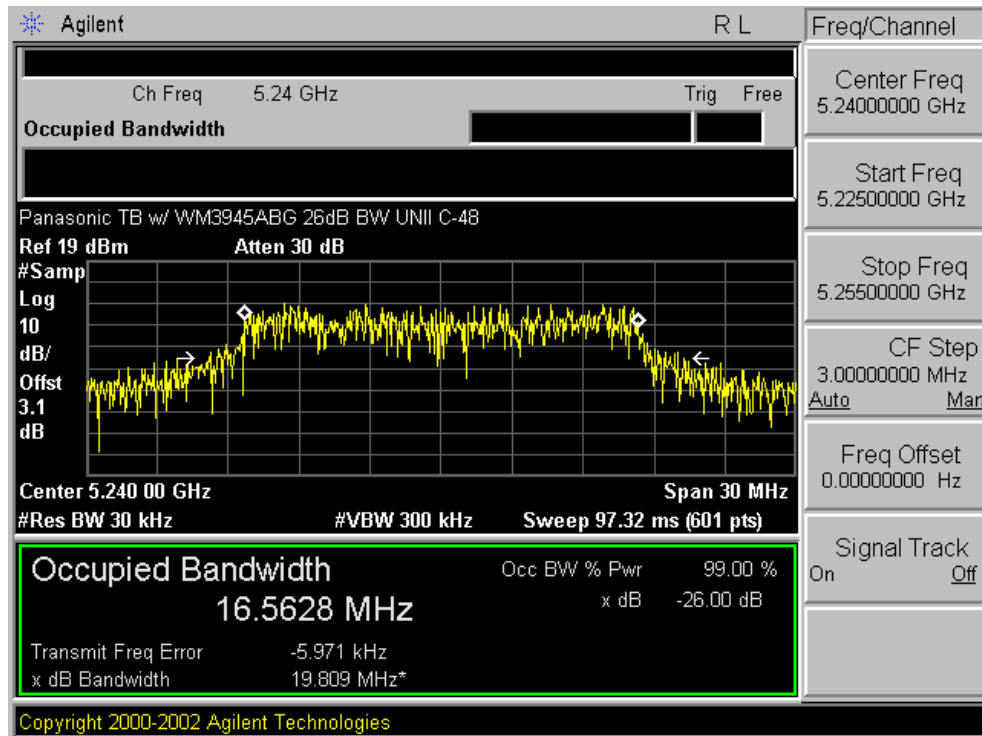 Agilent R L
Freq/Channel
Ch Freq 5.24 GHz Trig Free
Occupied Bandwidth
Panasonic TB w/ WM3945ABG 26dB BW UNII C-48
Ref 19 dBm Atten 30 dB
#Samp
Log
10
dB/
Offst
3.1
dB
Center 5.240 00 GHz Span 30 MHz
#Res BW 30 kHz #VBW 300 kHz Sweep 97.32 ms (601 pts)
Occupied Bandwidth
16.5628 MHz
Occ BW % Pwr 99.00 %
x dB -26.00 dB
Transmit Freq Error -5.971 kHz
x dB Bandwidth 19.809 MHz*
Copyright 2000-2002 Agilent Technologies
Center Freq
5.24000000 GHz
Start Freq
5.22500000 GHz
Stop Freq
5.25500000 GHz
CF Step
3.00000000 MHz
Auto Man
Freq Offset
0.00000000 Hz
Signal Track
On Off